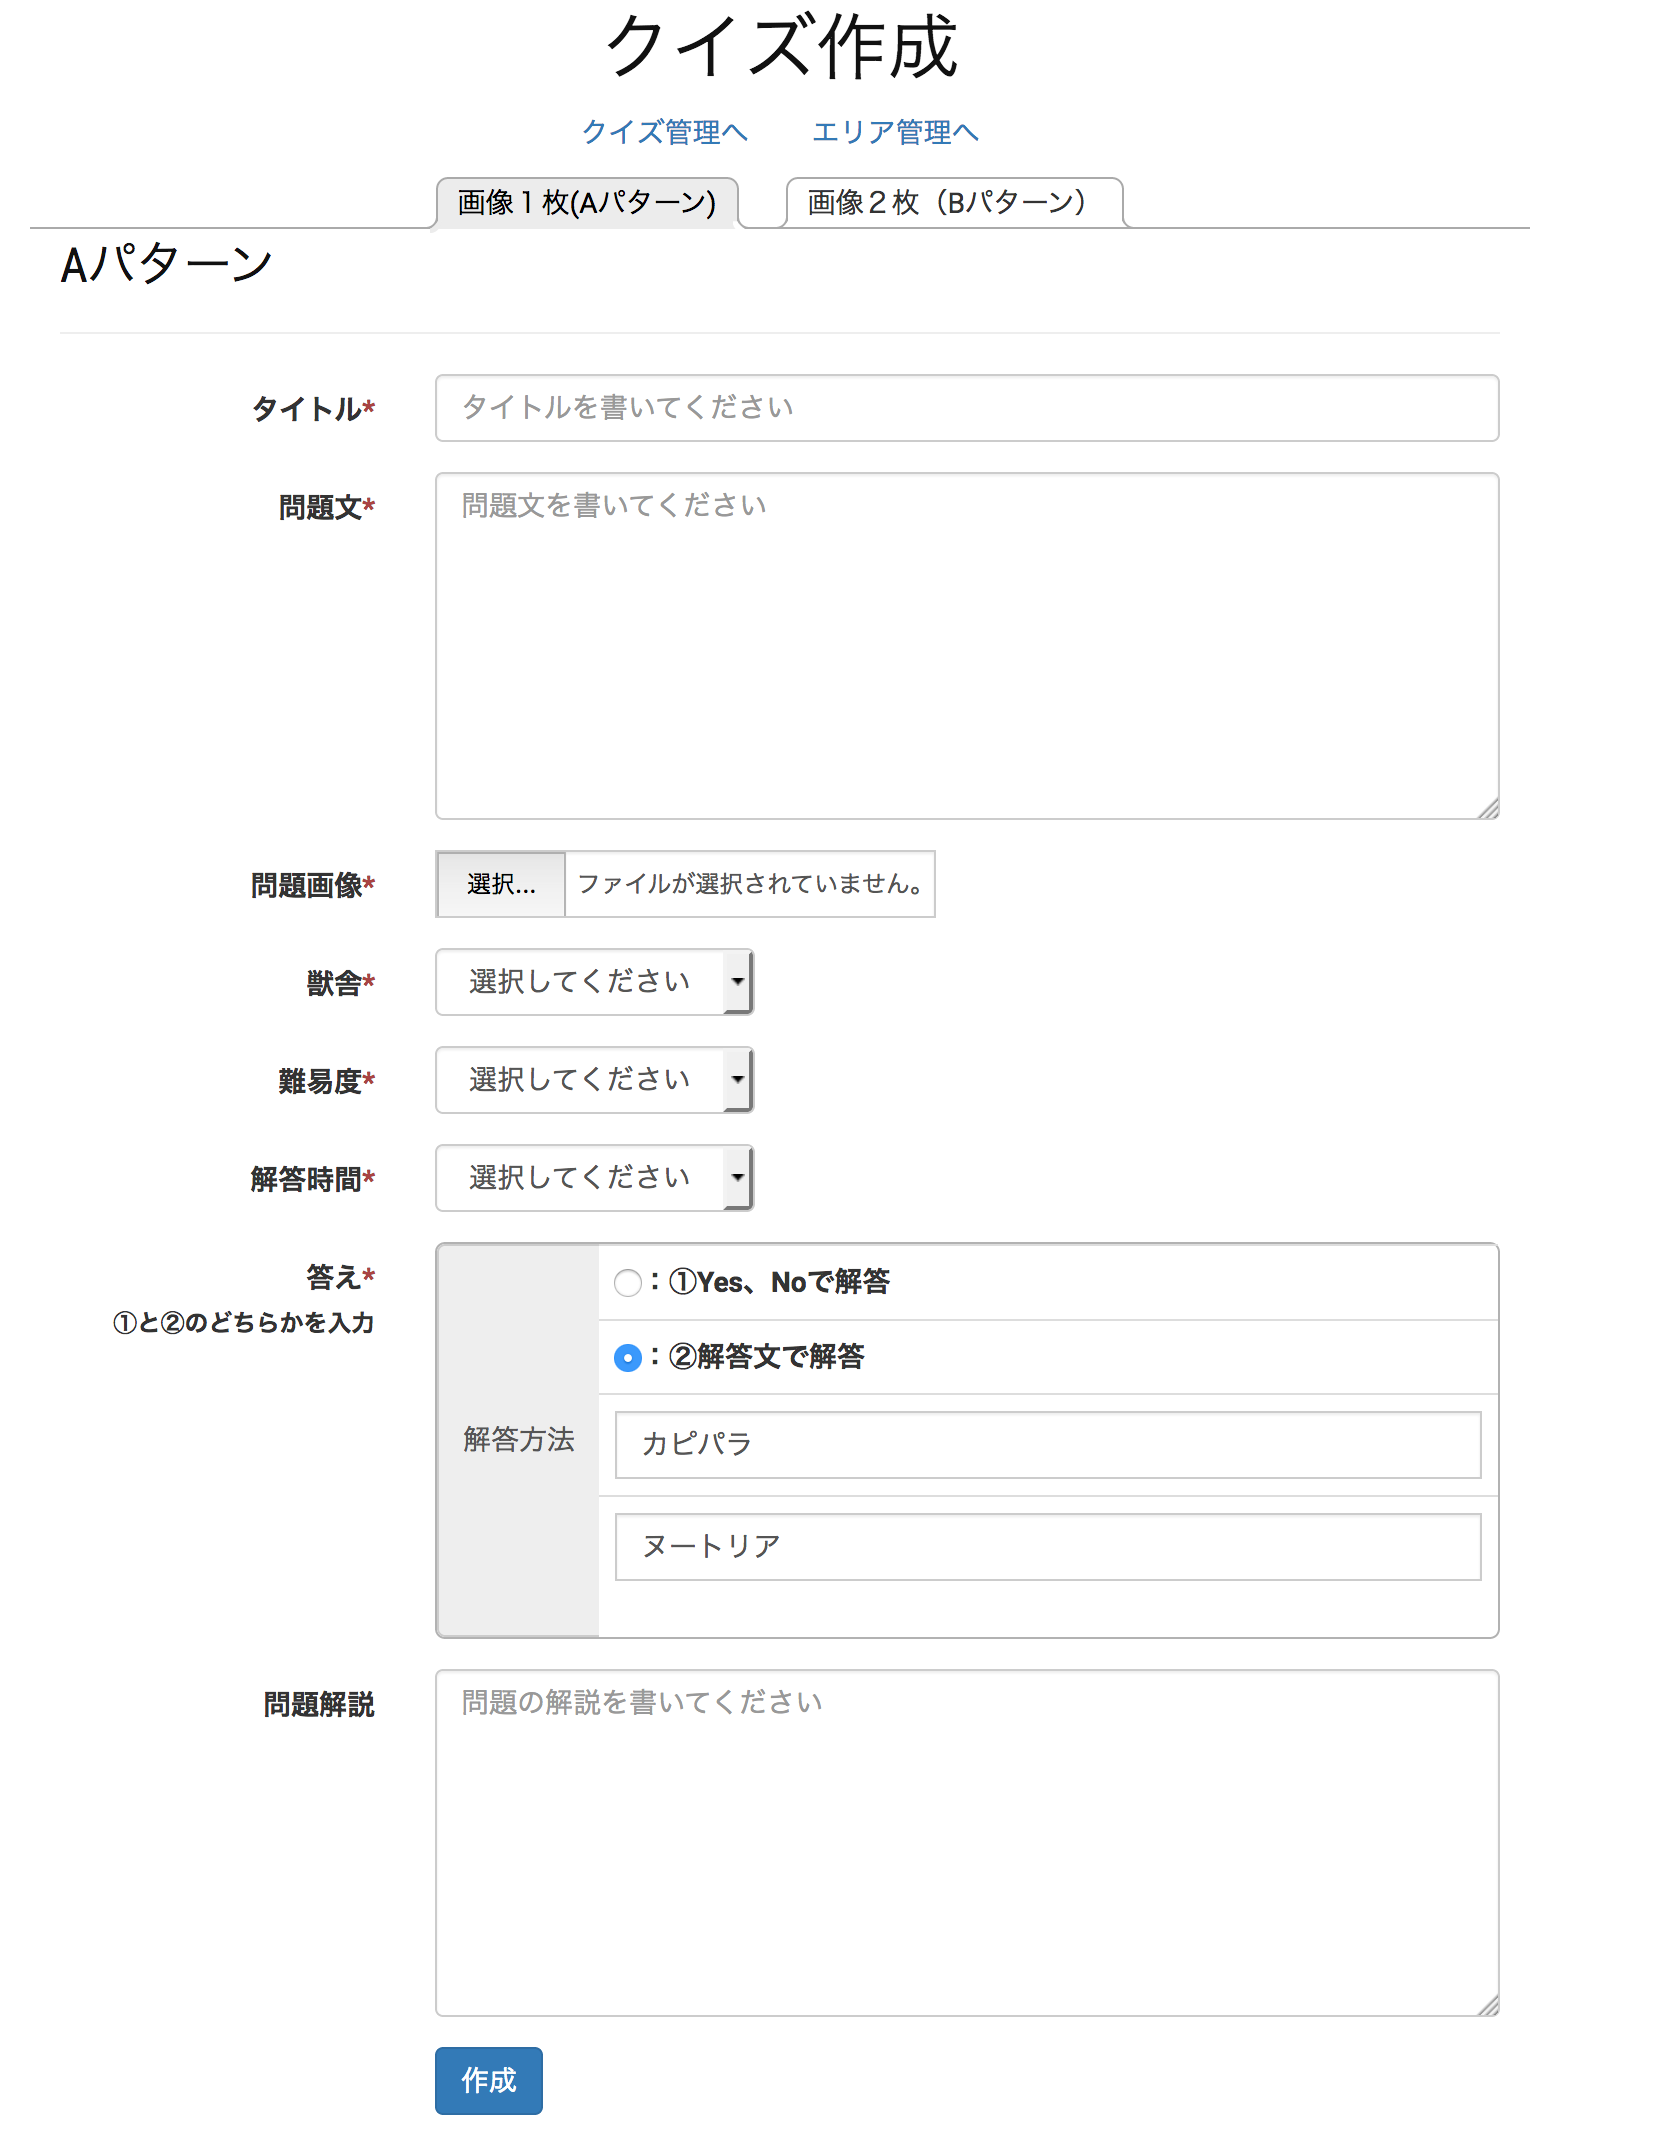 クイズ作成
クイズ管理へ エリア管理へ
画像１枚(Aパターン) 画像２枚（Bパターン）
Aパターン
タイトル* タイトルを書いてください
問題文* 問題文を書いてください
問題画像* 選択... ファイルが選択されていません。
獣舎* 選択してください
難易度* 選択してください
解答時間* 選択してください
答え*
①と②のどちらかを入力
解答方法
：①Yes、Noで解答
：②解答文で解答
カピパラ
ヌートリア
問題解説 問題の解説を書いてください
作成